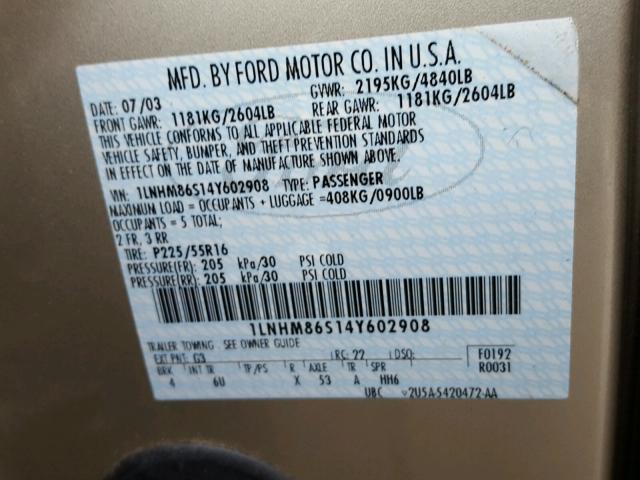 MFD. BY FORD MOTOR CO. IN U.S.A.
DATE: 07/03 GVWR: 2195KG/4840LB
FRONT GAWR: 1181KG/2604LB REAR GAWR: 1181KG/2604LB
THIS VEHICLE CONFORMS TO ALL APPLICABLE FEDERAL MOTOR
VEHICLE SAFETY, BUMPER, AND THEFT PREVENTION STANDARDS
IN EFFECT ON THE DATE OF MANUFACTURE SHOWN ABOVE.
VIN: 1LNHM86S14Y602908 TYPE: PASSENGER
MAXIMUM LOAD = OCCUPANTS + LUGGAGE =408KG/0900LB
OCCUPANTS = 5 TOTAL;
2 FR, 3 RR
TIRE: P225/55R16
PRESSURE(FR): 205 kPa/30 PSI COLD
PRESSURE(RR): 205 kPa/30 PSI COLD
1LNHM86S14Y602908
TRAILER TOWING - SEE OWNER GUIDE
EXT PNT: G3 RC: 22 DSO: F0192
BRK INT TR TP/PS R AXLE TR SPR R0031
4 6U X 53 A HH6
UBC 2U5A-5420472-AA